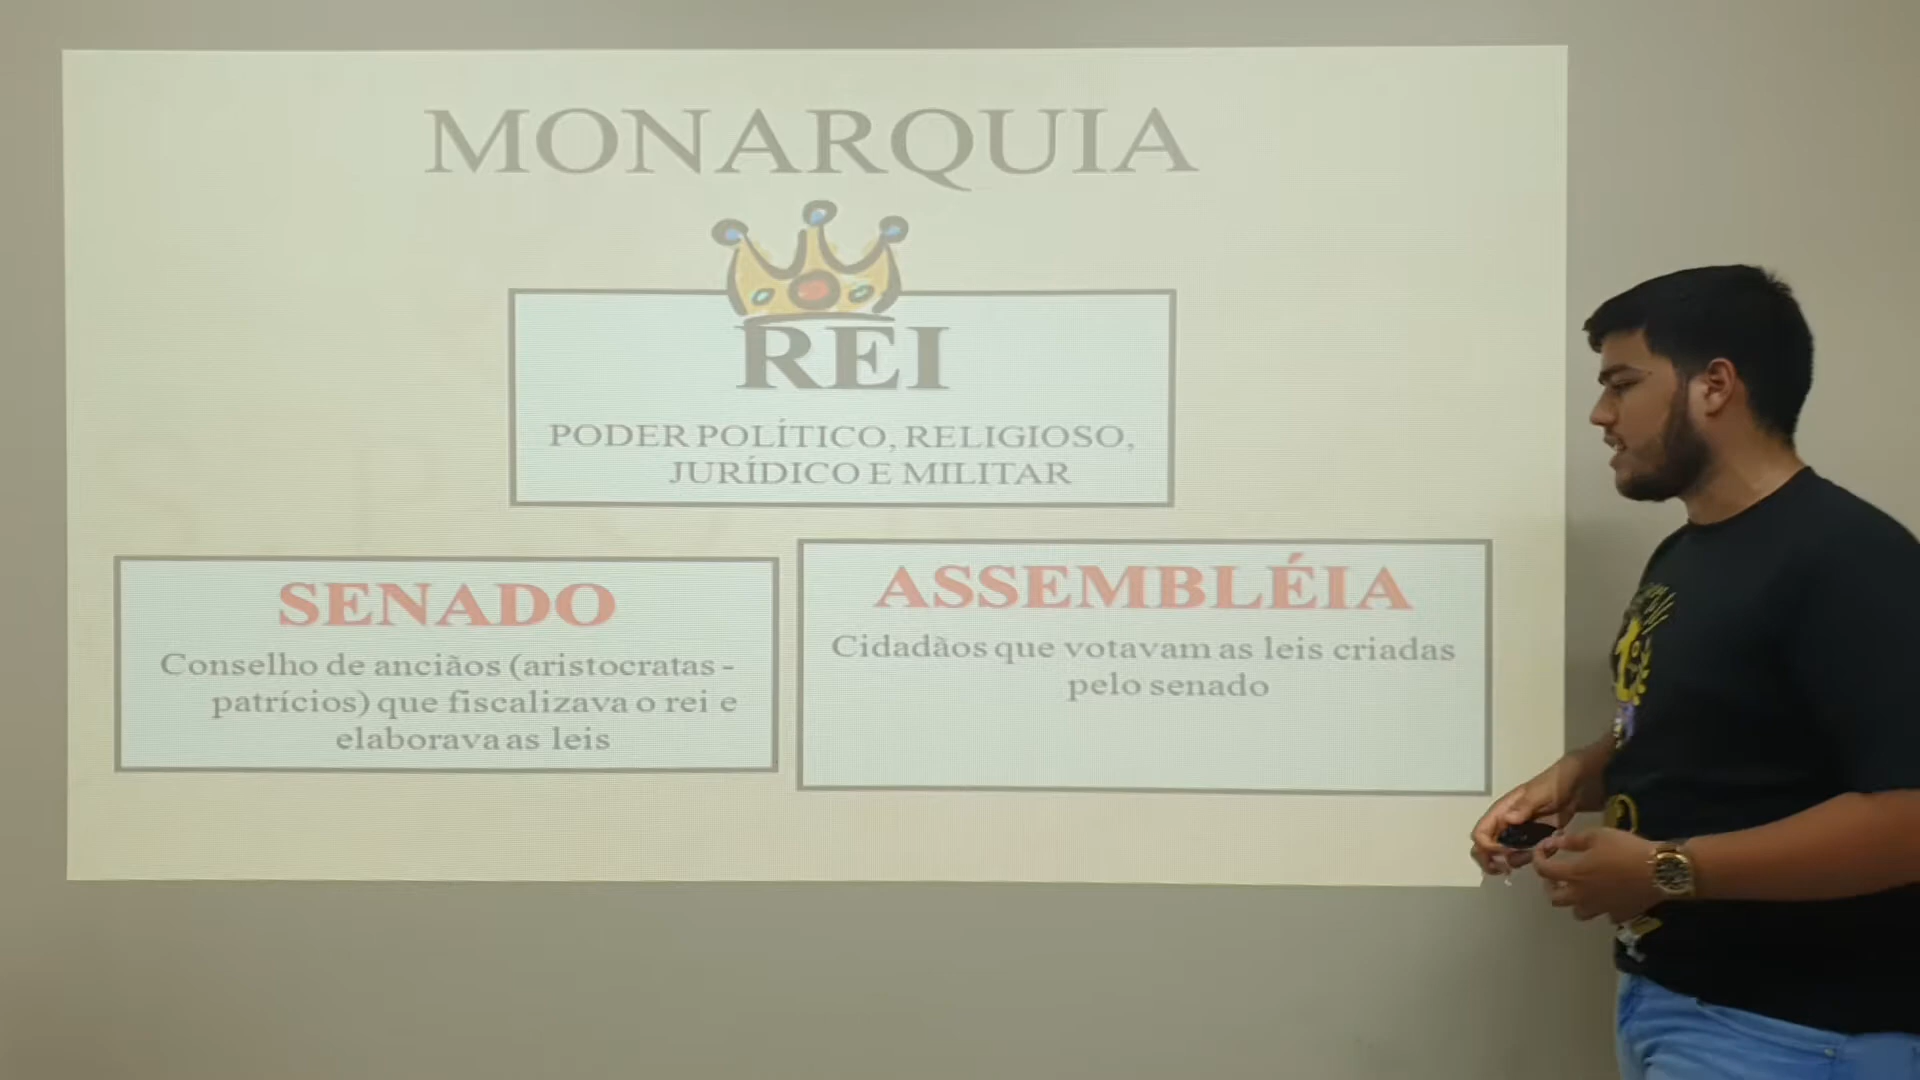 MONARQUIA
REI
PODER POLÍTICO, RELIGIOSO,
JURÍDICO E MILITAR
SENADO
Conselho de anciãos (aristocratas -
patrícios) que fiscalizava o rei e
elaborava as leis
ASSEMBLÉIA
Cidadãos que votavam as leis criadas
pelo senado